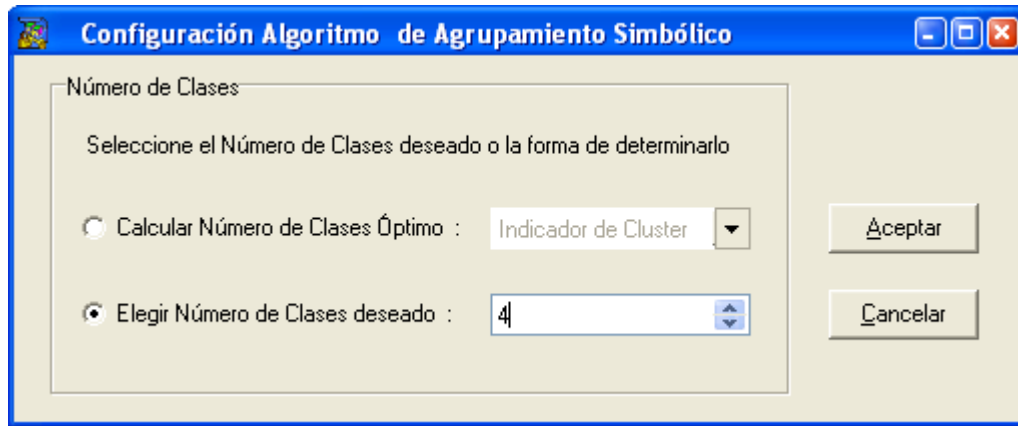 Configuración Algoritmo de Agrupamiento Simbólico
Número de Clases
Seleccione el Número de Clases deseado o la forma de determinarlo
Calcular Número de Clases Óptimo : Indicador de Cluster
Aceptar
Elegir Número de Clases deseado : 4
Cancelar